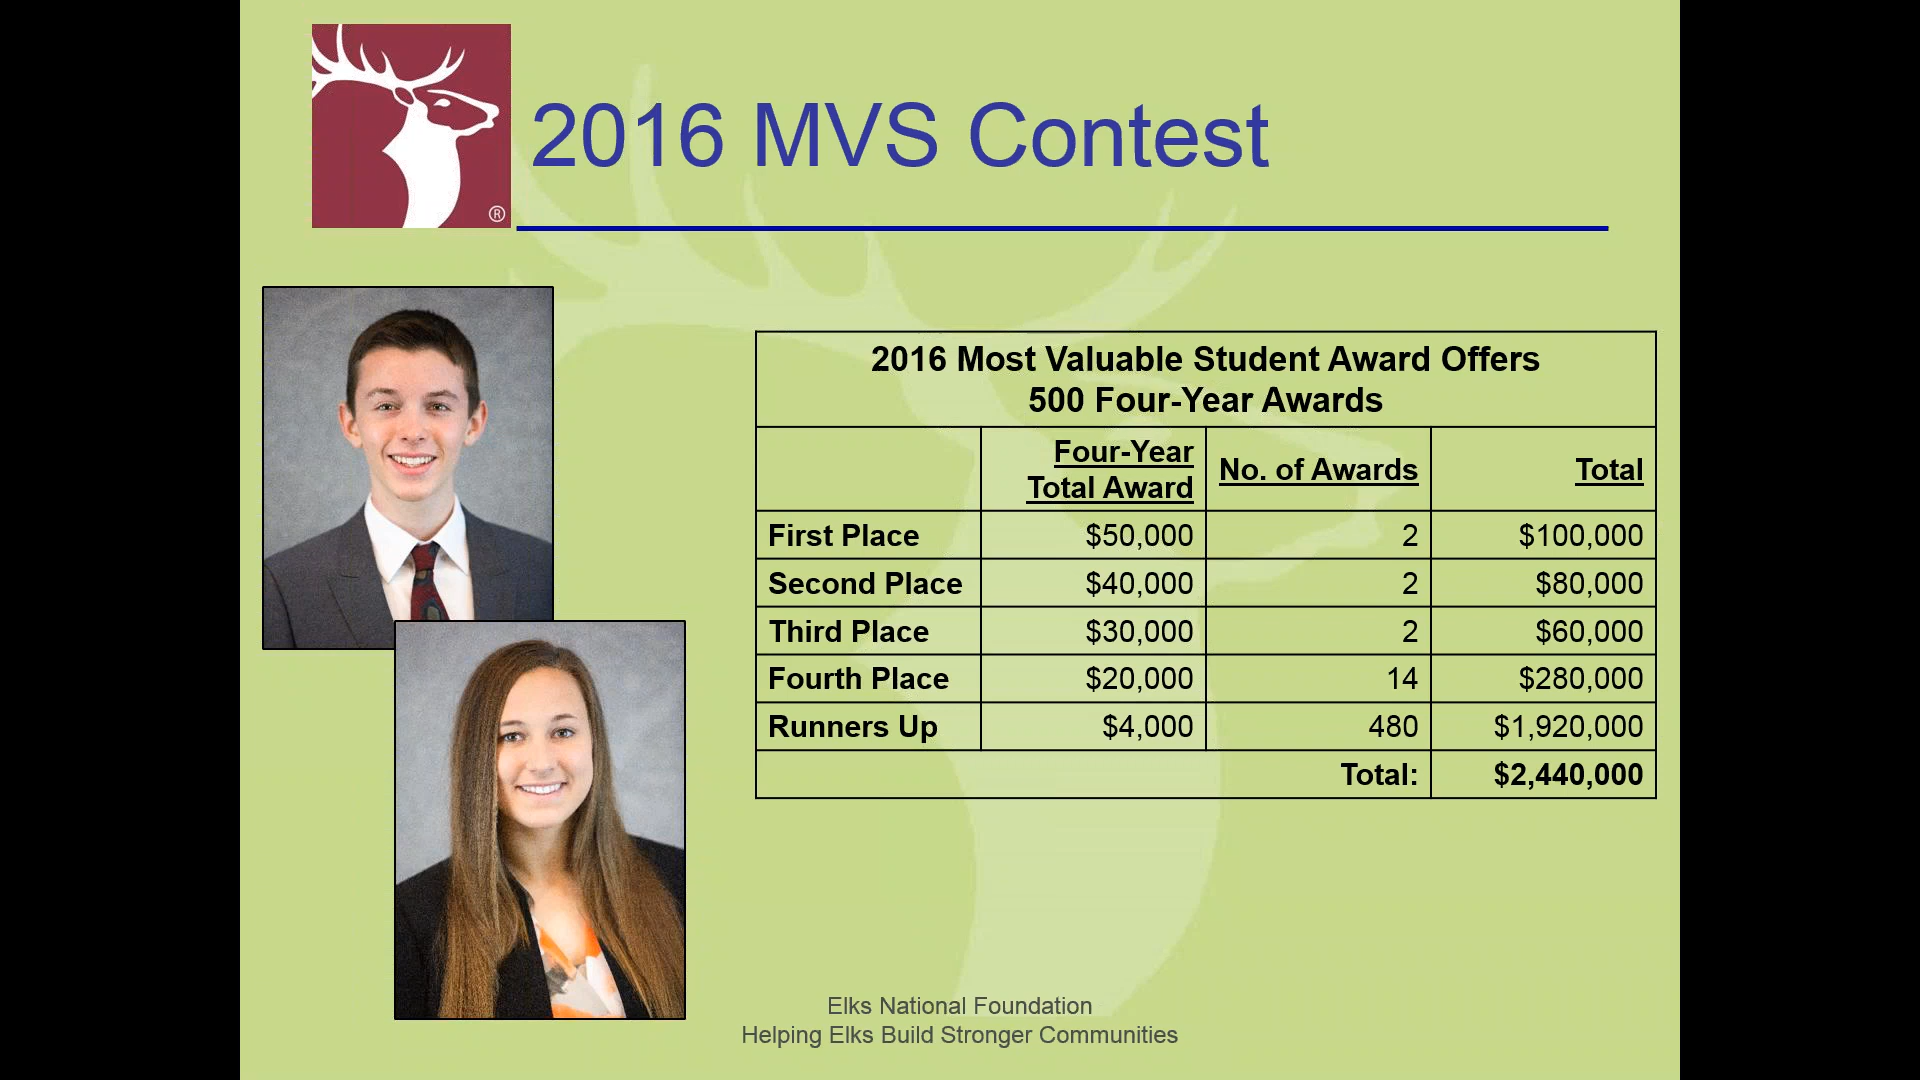 ®
2016 MVS Contest
2016 Most Valuable Student Award Offers
500 Four-Year Awards
Four-Year
Total Award
No. of Awards
Total
First Place $50,000 2 $100,000
Second Place $40,000 2 $80,000
Third Place $30,000 2 $60,000
Fourth Place $20,000 14 $280,000
Runners Up $4,000 480 $1,920,000
Total: $2,440,000
Elks National Foundation
Helping Elks Build Stronger Communities